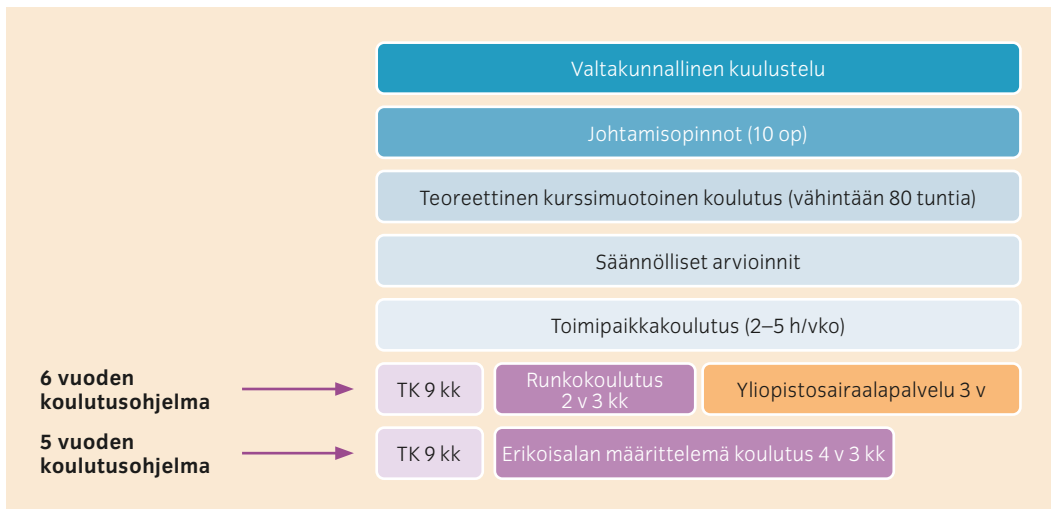 Valtakunnallinen kuulustelu
Johtamisopinnot (10 op)
Teoreettinen kurssimuotoinen koulutus (vähintään 80 tuntia)
Säännölliset arvioinnit
Toimipaikkakoulutus (2–5 h/vko)
6 vuoden
koulutusohjelma
TK 9 kk
Runkokoulutus
2 v 3 kk
Yliopistosairaalapalvelu 3 v
5 vuoden
koulutusohjelma
TK 9 kk
Erikoisalan määrittelemä koulutus 4 v 3 kk